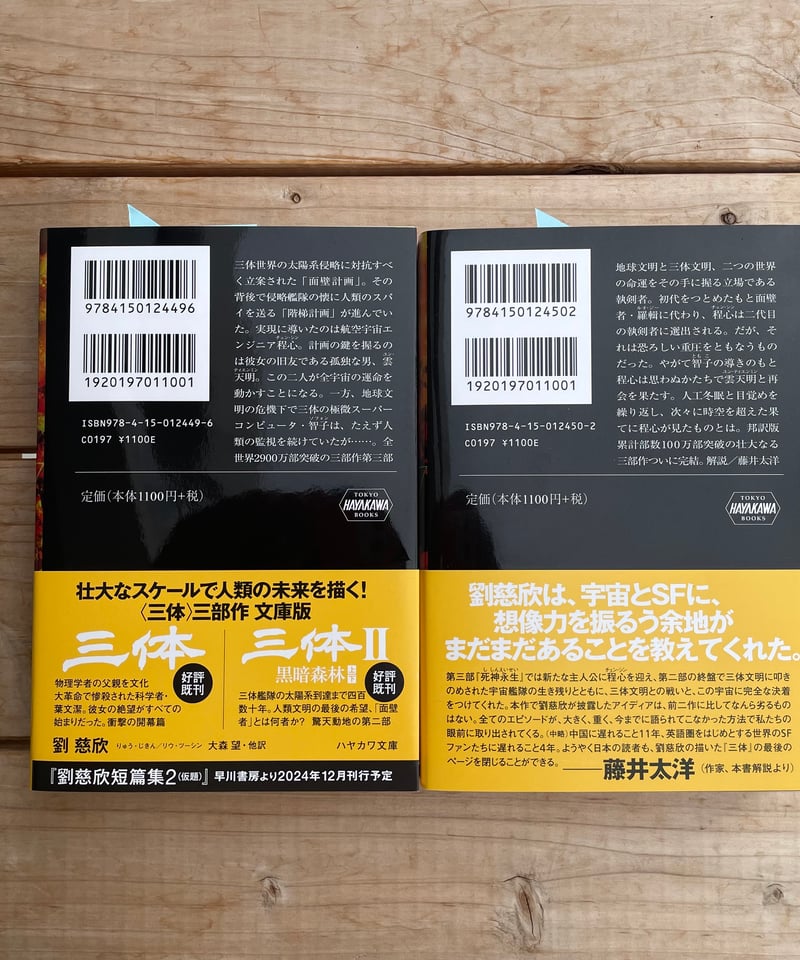 9784150124496
1920197011001
ISBN978-4-15-012449-6
C0197 ¥1100E
三体世界の太陽系侵略に対抗すべ
く立案された「面壁計画」。その
背後で侵略艦隊の懐に人類のスパ
イを送る「階梯計画」が進んでい
た。実現に導いたのは航空宇宙エ
ンジニア程心。計画の鍵を握るの
は彼女の旧友である孤独な男、雲
天明。この二人が全宇宙の運命を
動かすことになる。一方、地球文
明の危機下で三体の極微スーパー
コンピュータ・智子は、たえず人
類の監視を続けていたが……。全
世界2900万部突破の三部作第三部
定価(本体1100円+税)
TOKYO
HAYAKAWA
BOOKS
壮大なスケールで人類の未来を描く!
〈三体〉三部作 文庫版
三体
好評
既刊
物理学者の父親を文化
大革命で惨殺された科学者・
葉文潔。彼女の絶望がすべての
始まりだった。衝撃の開幕篇
三体Ⅱ
黒暗森林 上下
好評
既刊
三体艦隊の太陽系到達まで四百
数十年。人類文明の最後の希望、「面壁
者」とは何者か? 驚天動地の第二部
劉 慈欣 りゅう・じきん/リウ・ツーシン 大森 望・他訳 ハヤカワ文庫
『劉慈欣短篇集2(仮題)』早川書房より2024年12月刊行予定
9784150124502
1920197011001
ISBN978-4-15-012450-2
C0197 ¥1100E
地球文明と三体文明、二つの世界
の命運をその手に握る立場である
執剣者。初代をつとめたもと面壁
者・羅輯に代わり、程心は二代目
の執剣者に選出される。だが、そ
れは恐ろしい重圧をともなうもの
だった。やがて智子の導きのもと
程心は思わぬかたちで雲天明と再
会を果たす。人工冬眠と目覚めを
繰り返し、次々に時空を超えた果
てに程心が見たものとは。邦訳版
累計部数100万部突破の壮大なる
三部作ついに完結。解説/藤井太洋
定価(本体1100円+税)
TOKYO
HAYAKAWA
BOOKS
劉慈欣は、宇宙とSFに、
想像力を振るう余地が
まだまだあることを教えてくれた。
第三部「死神永生」では新たな主人公に程心を迎え、第二部の終盤で三体文明に叩き
のめされた宇宙艦隊の生き残りとともに、三体文明との戦いと、この宇宙に完全な決着
をつけてくれた。本作で劉慈欣が披露したアイディアは、前二作に比してなんら劣るもの
はない。全てのエピソードが、大きく、重く、今までに語られてこなかった方法で私たちの
眼前に取り出されてくる。(中略)中国に遅れること11年、英語圏をはじめとする世界のSF
ファンたちに遅れること4年。ようやく日本の読者も、劉慈欣の描いた「三体」の最後の
ページを閉じることができる。
――藤井太洋(作家、本書解説より)